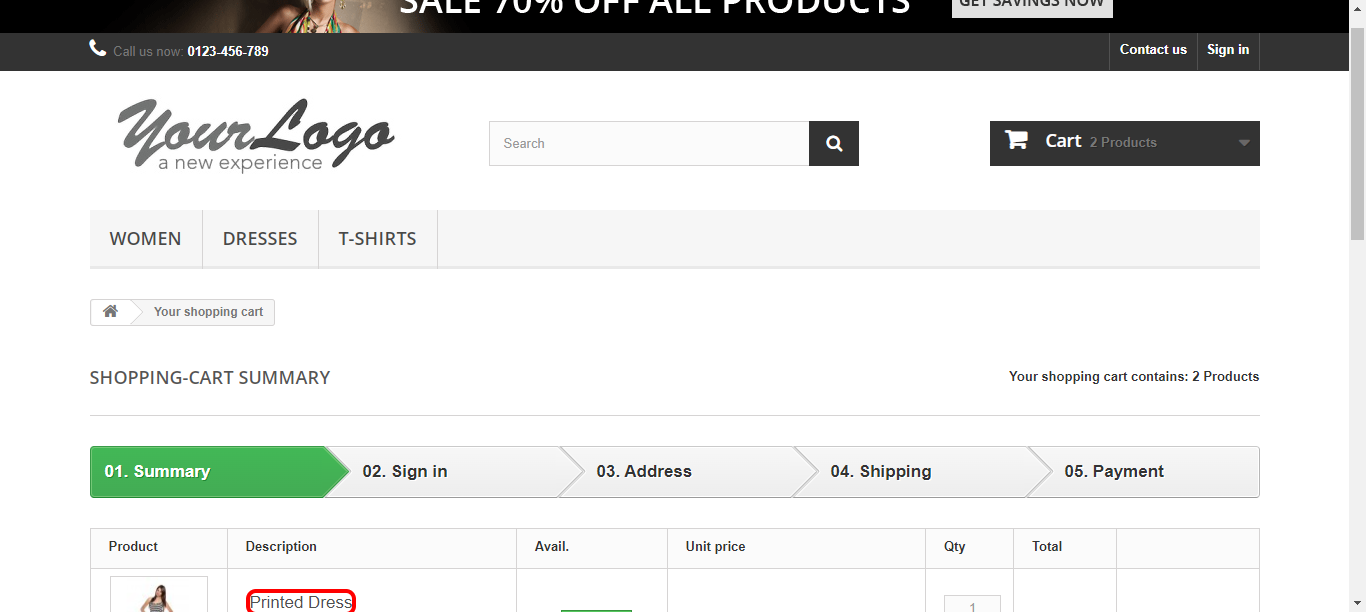 SALE 70% OFF ALL PRODUCTS GET SAVINGS NOW
Call us now: 0123-456-789 Contact us Sign in
YourLogo
a new experience
Search
Cart 2 Products
WOMEN DRESSES T-SHIRTS
Your shopping cart
SHOPPING-CART SUMMARY Your shopping cart contains: 2 Products
01. Summary 02. Sign in 03. Address 04. Shipping 05. Payment
Product Description Avail. Unit price Qty Total
Printed Dress 1